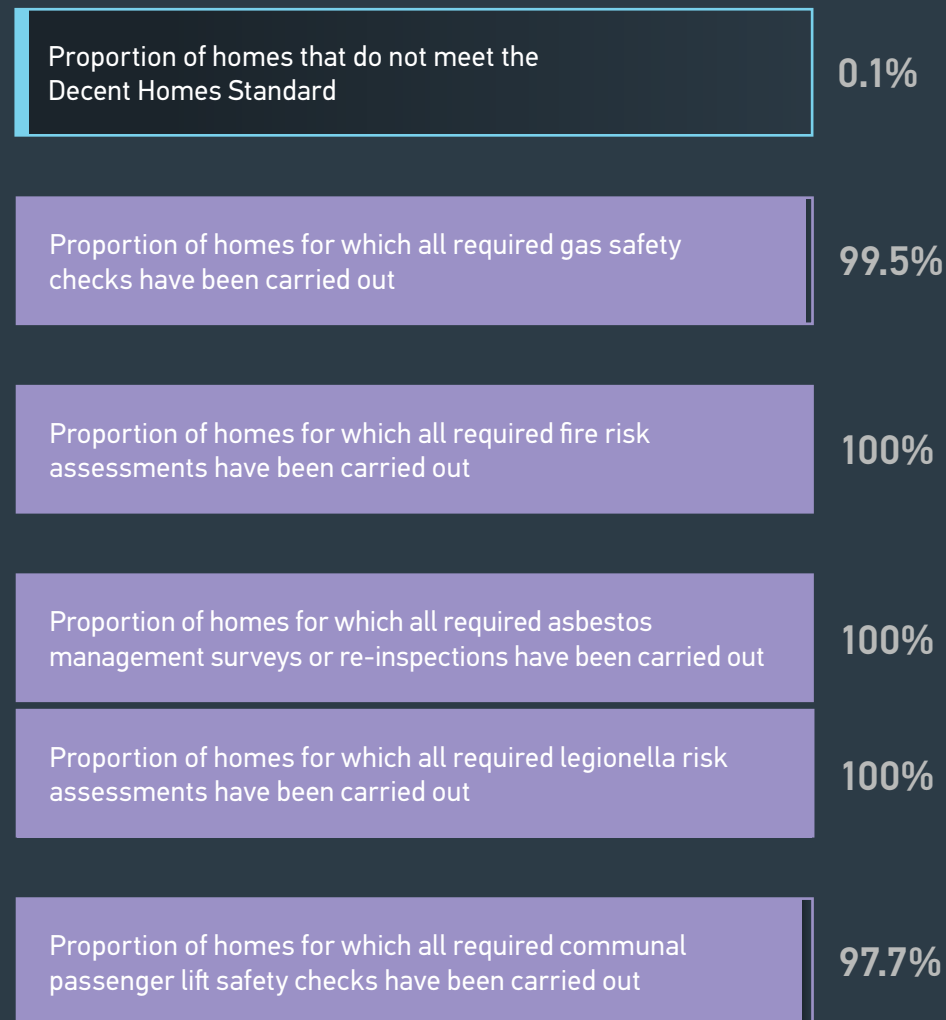 Proportion of homes that do not meet the
Decent Homes Standard
0.1%
Proportion of homes for which all required gas safety
checks have been carried out
99.5%
Proportion of homes for which all required fire risk
assessments have been carried out
100%
Proportion of homes for which all required asbestos
management surveys or re-inspections have been carried out
100%
Proportion of homes for which all required legionella risk
assessments have been carried out
100%
Proportion of homes for which all required communal
passenger lift safety checks have been carried out
97.7%